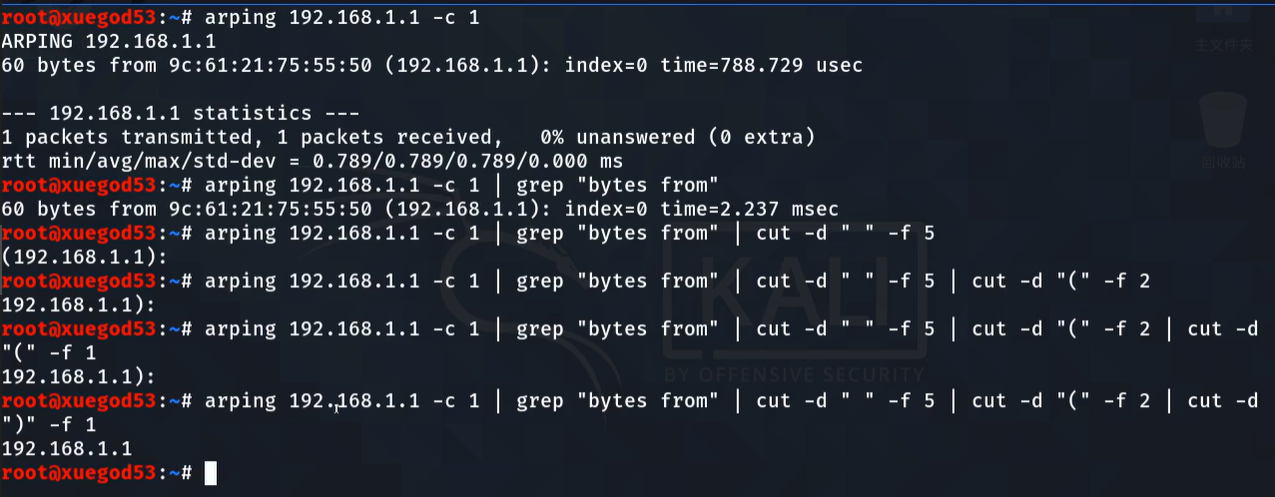 root@xuegod53:~# arping 192.168.1.1 -c 1
ARPING 192.168.1.1
60 bytes from 9c:61:21:75:55:50 (192.168.1.1): index=0 time=788.729 usec

--- 192.168.1.1 statistics ---
1 packets transmitted, 1 packets received,   0% unanswered (0 extra)
rtt min/avg/max/std-dev = 0.789/0.789/0.789/0.000 ms
root@xuegod53:~# arping 192.168.1.1 -c 1 | grep "bytes from"
60 bytes from 9c:61:21:75:55:50 (192.168.1.1): index=0 time=2.237 msec
root@xuegod53:~# arping 192.168.1.1 -c 1 | grep "bytes from" | cut -d " " -f 5
(192.168.1.1):
root@xuegod53:~# arping 192.168.1.1 -c 1 | grep "bytes from" | cut -d " " -f 5 | cut -d "(" -f 2
192.168.1.1):
root@xuegod53:~# arping 192.168.1.1 -c 1 | grep "bytes from" | cut -d " " -f 5 | cut -d "(" -f 2 | cut -d
"(" -f 1
192.168.1.1):
root@xuegod53:~# arping 192.168.1.1 -c 1 | grep "bytes from" | cut -d " " -f 5 | cut -d "(" -f 2 | cut -d
")" -f 1
192.168.1.1
root@xuegod53:~#
主文件夹
回收站
KALI
BY OFFENSIVE SECURITY